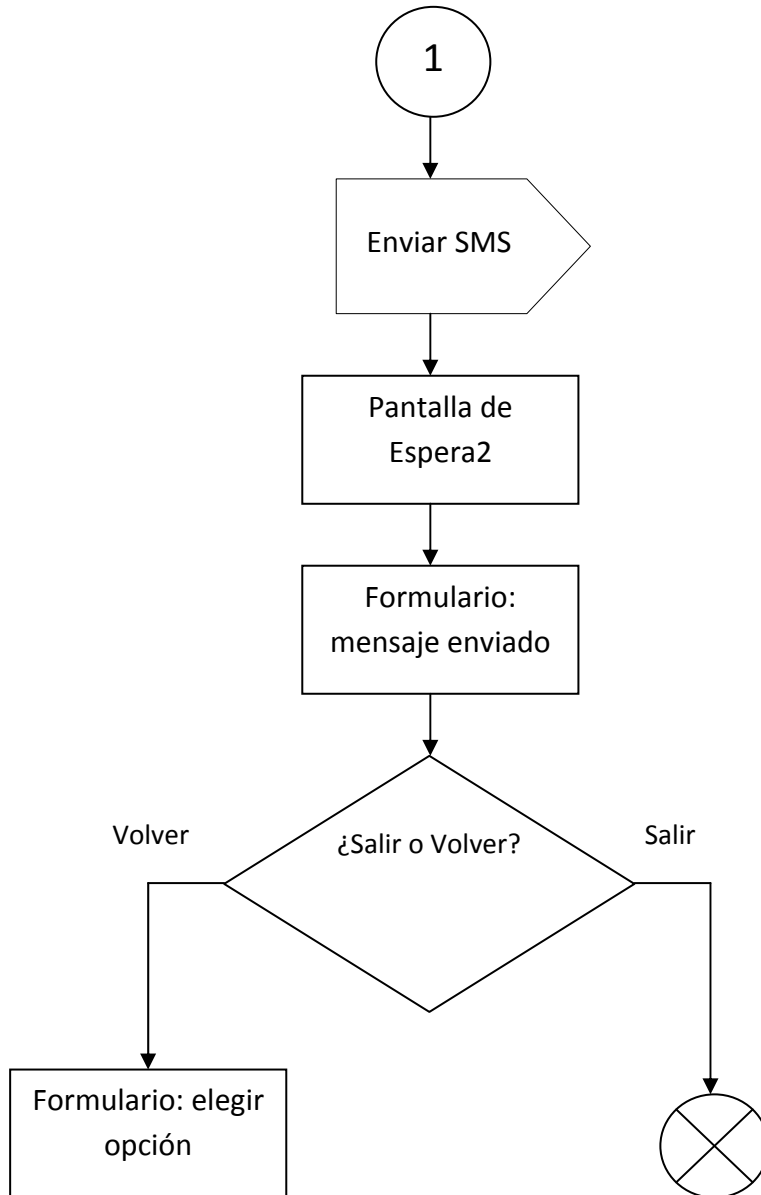 1
Enviar SMS
Pantalla de
Espera2
Formulario:
mensaje enviado
Volver
¿Salir o Volver?
Salir
Formulario: elegir
opción